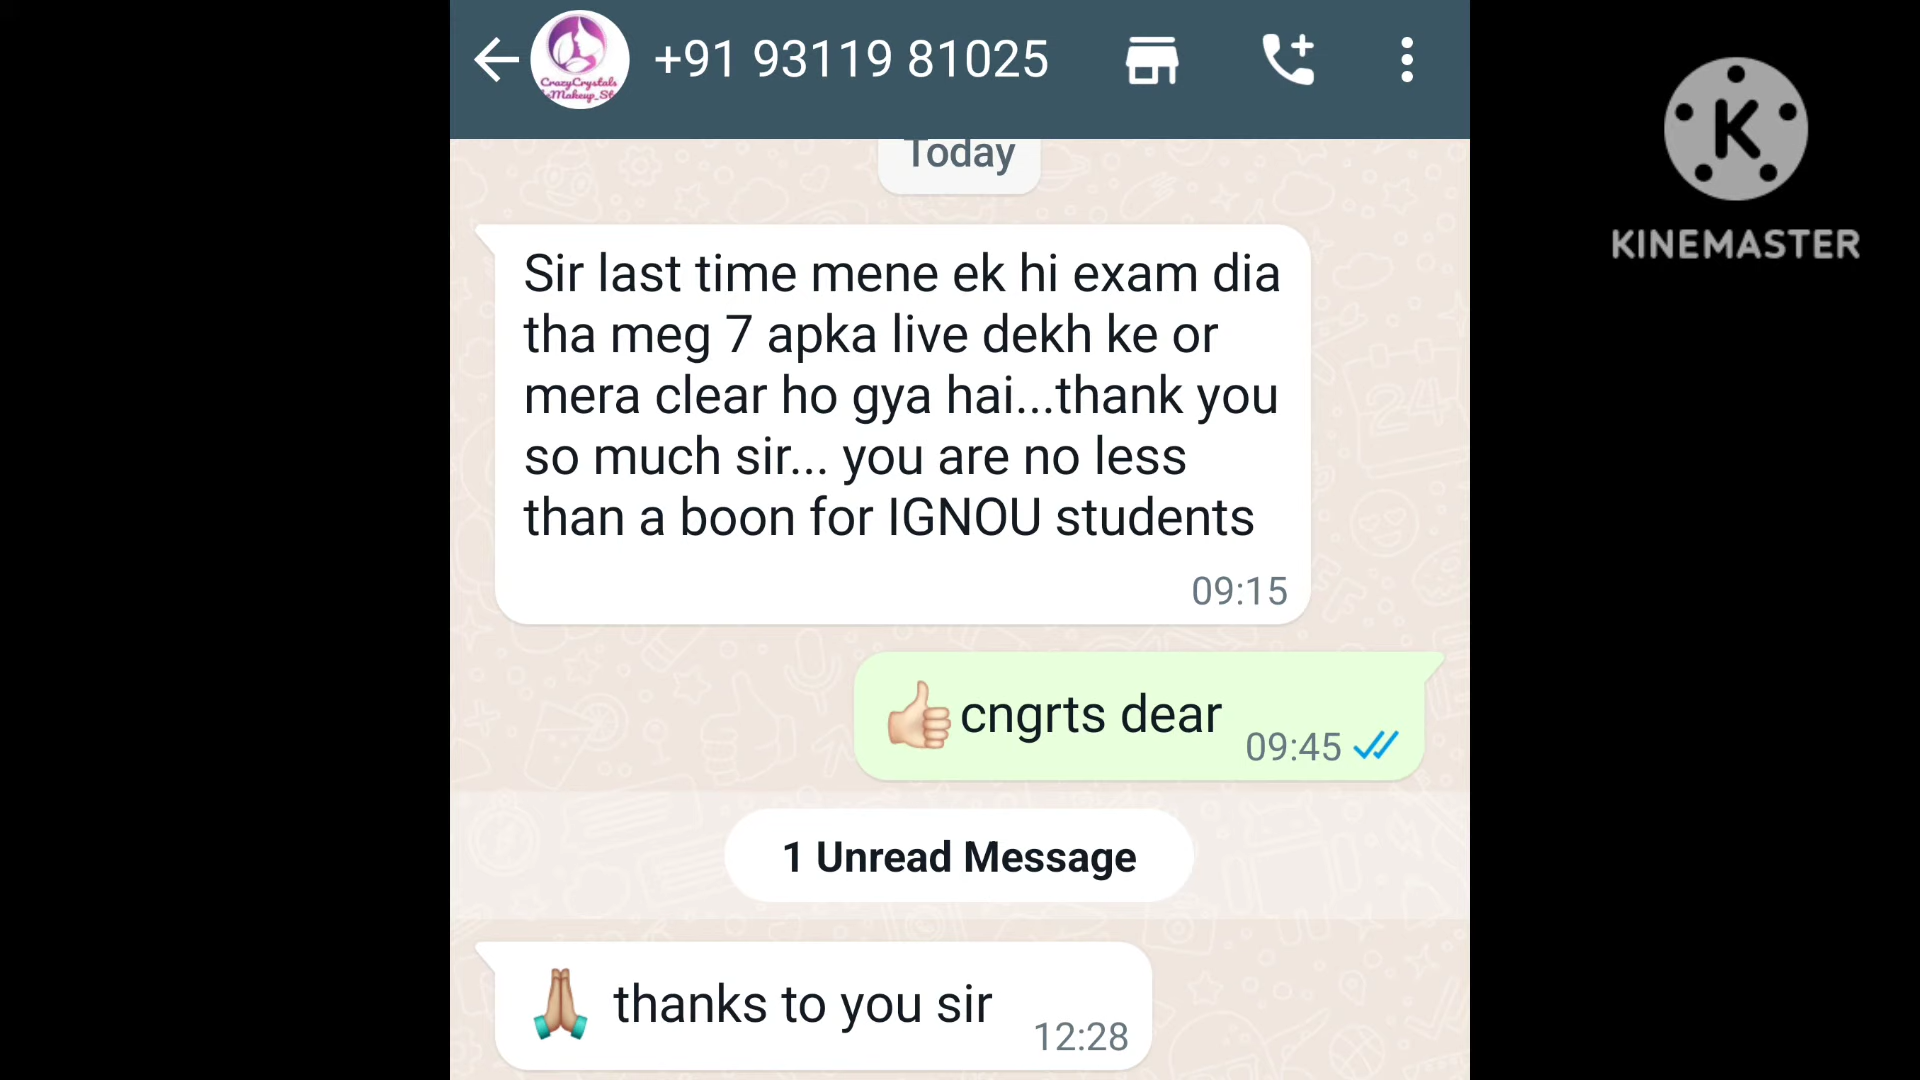 CrazyCrystals
+91 93119 81025
KINEMASTER
Today
Sir last time mene ek hi exam dia
tha meg 7 apka live dekh ke or
mera clear ho gya hai...thank you
so much sir... you are no less
than a boon for IGNOU students
09:15
👍🏻cngrts dear
09:45
1 Unread Message
🙏🏽 thanks to you sir
12:28